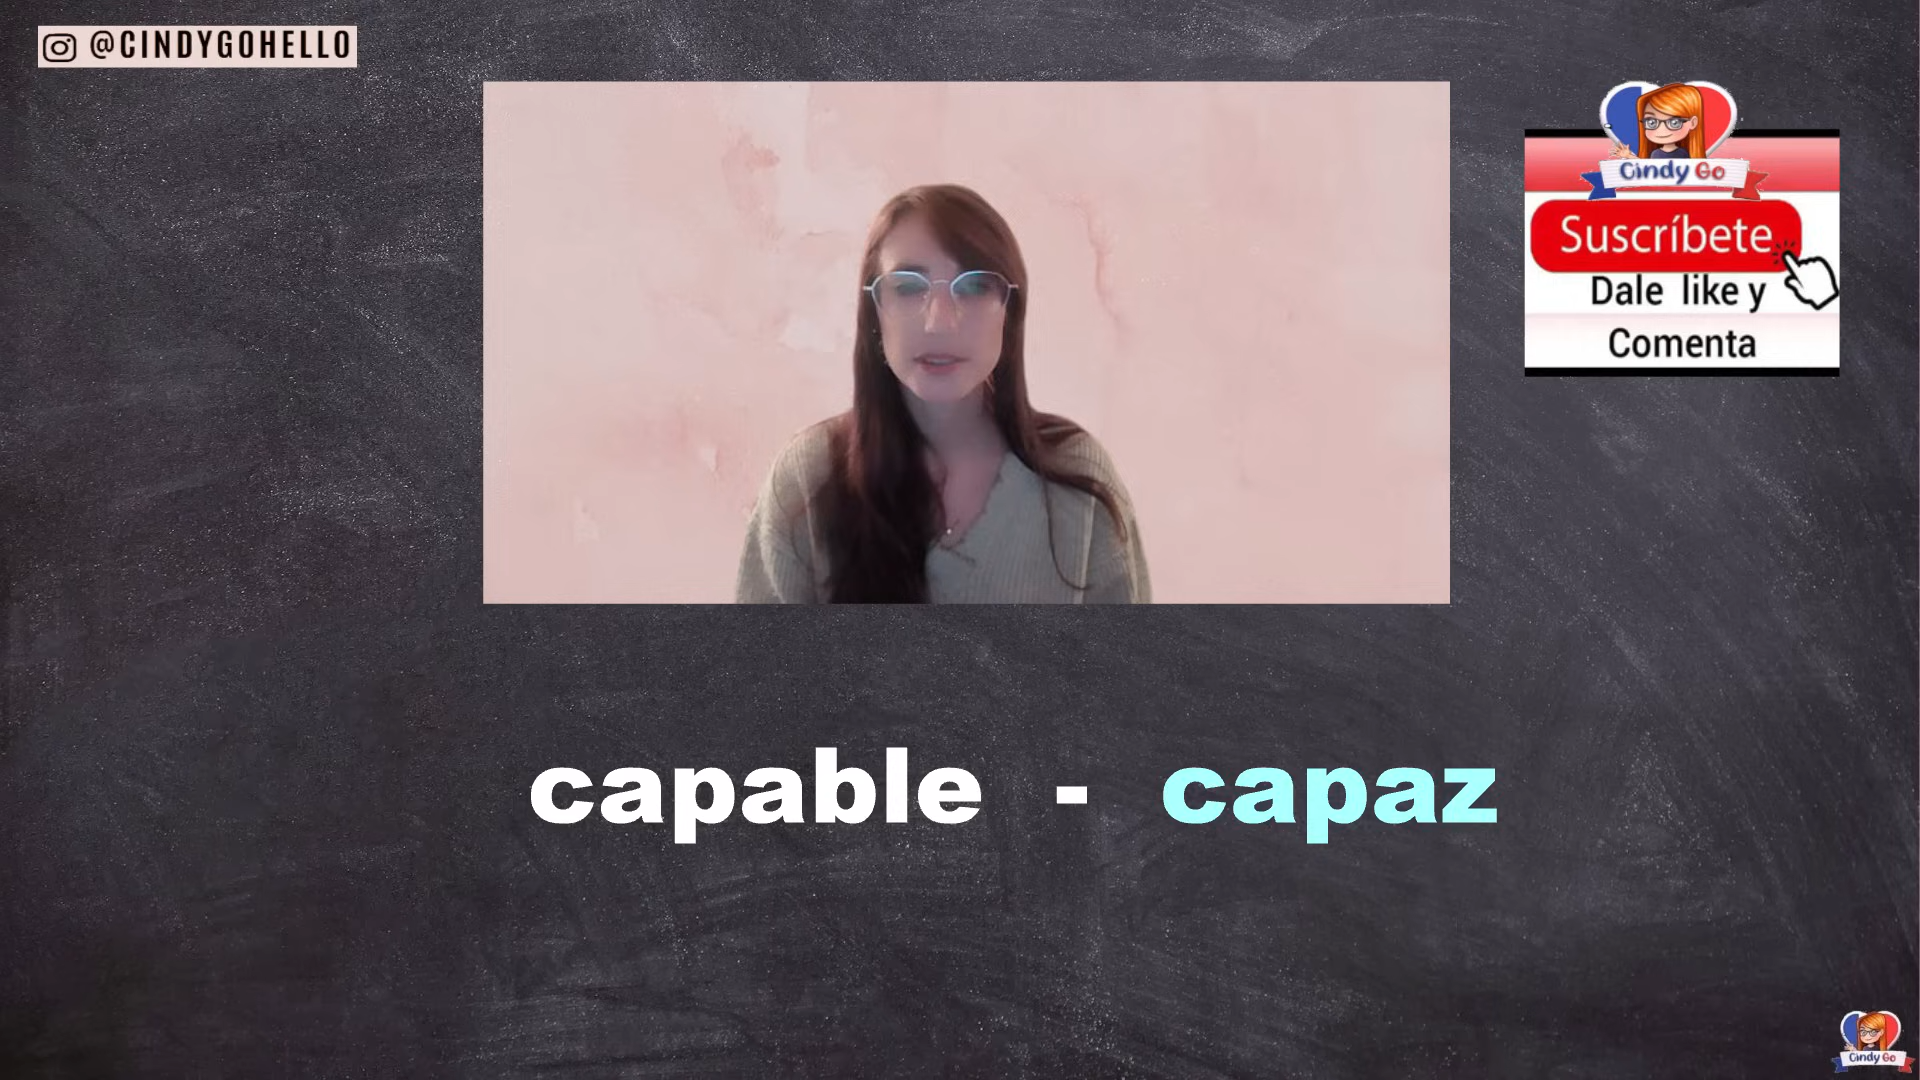 @CINDYGOHELLO
Cindy Go
Suscríbete
Dale like y
Comenta
capable - capaz
Cindy Go